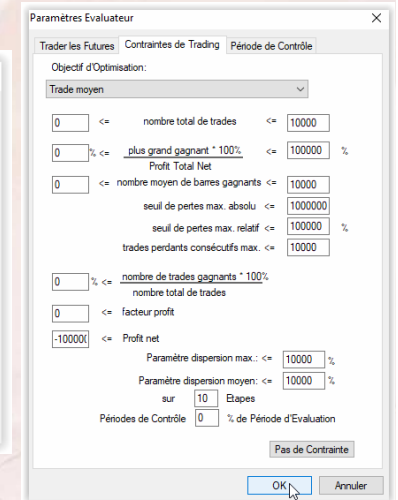 Paramètres Evaluateur
Trader les Futures Contraintes de Trading Période de Contrôle
Objectif d'Optimisation:
Trade moyen
0 <= nombre total de trades <= 10000
0 % <= plus grand gagnant * 100% <= 100000 %
Profit Total Net
0 <= nombre moyen de barres gagnants <= 10000
seuil de pertes max. absolu <= 1000000
seuil de pertes max. relatif <= 100000 %
trades perdants consécutifs max. <= 10000
0 % <= nombre de trades gagnants * 100%
nombre total de trades
0 <= facteur profit
-10000( <= Profit net
Paramètre dispersion max.: <= 10000 %
Paramètre dispersion moyen: <= 10000 %
sur 10 Etapes
Périodes de Contrôle 0 % de Période d'Evaluation
Pas de Contrainte
OK Annuler